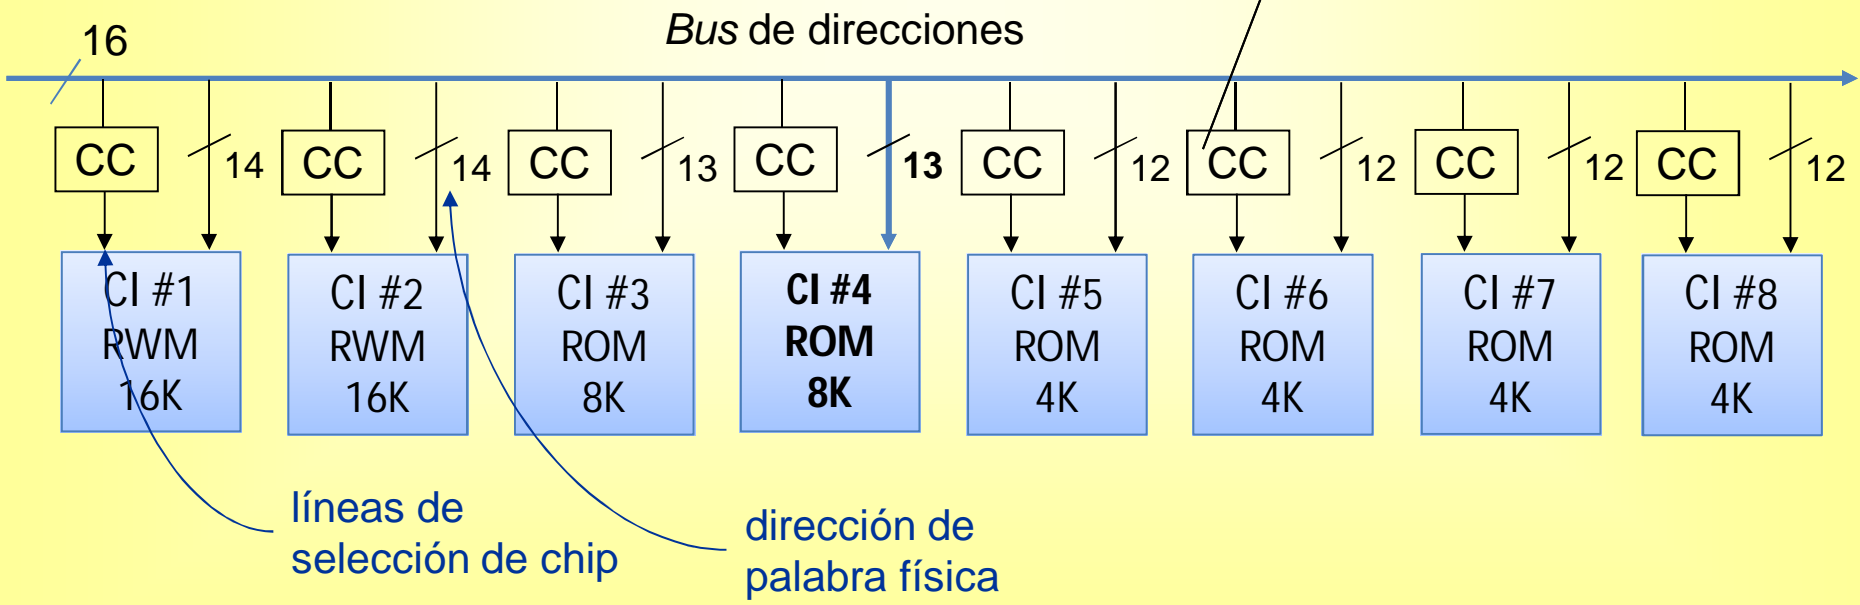 Bus de direcciones
16
CC 14 CC 14 CC 13 CC 13 CC 12 CC 12 CC 12 CC 12
CI #1
RWM
16K
CI #2
RWM
16K
CI #3
ROM
8K
CI #4
ROM
8K
CI #5
ROM
4K
CI #6
ROM
4K
CI #7
ROM
4K
CI #8
ROM
4K
líneas de
selección de chip
dirección de
palabra física